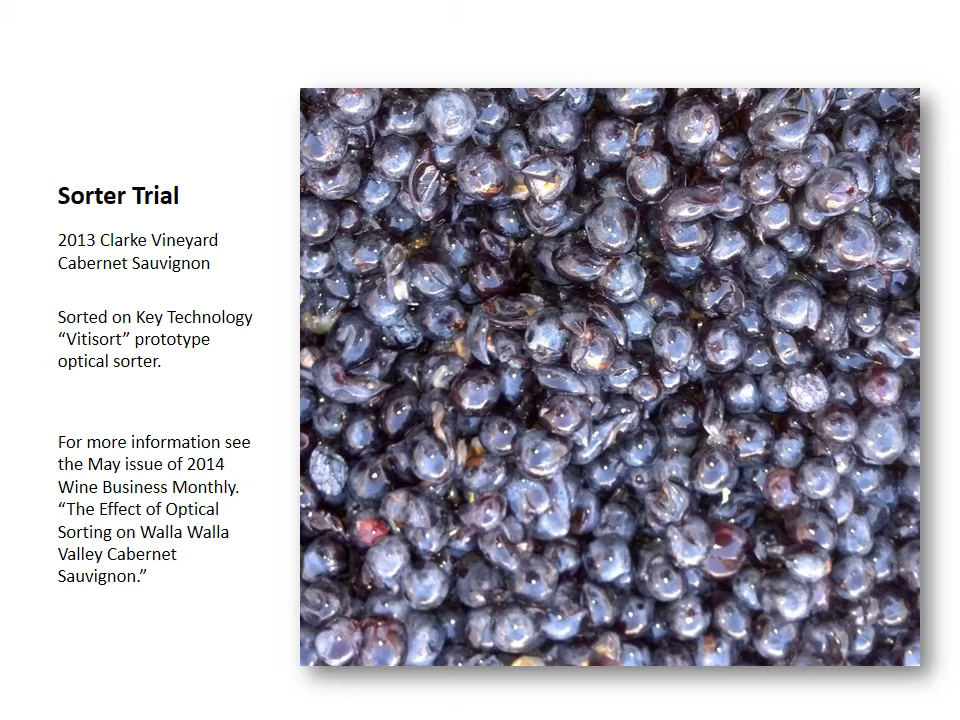 Sorter Trial
2013 Clarke Vineyard
Cabernet Sauvignon
Sorted on Key Technology
“Vitisort” prototype
optical sorter.
For more information see
the May issue of 2014
Wine Business Monthly.
“The Effect of Optical
Sorting on Walla Walla
Valley Cabernet
Sauvignon.”